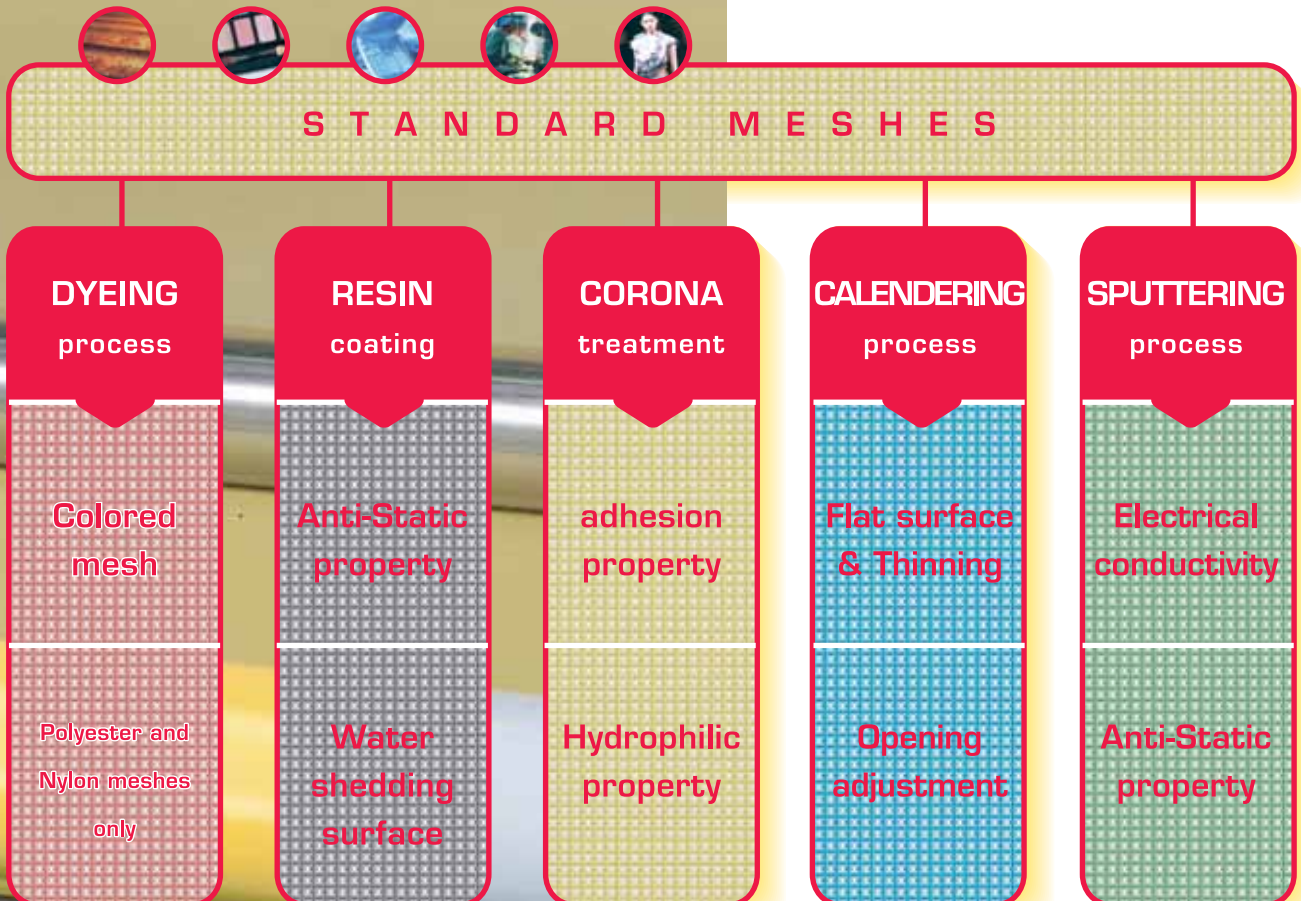 STANDARD MESHES
DYEING
process
Colored
mesh
Polyester and
Nylon meshes
only
RESIN
coating
Anti-Static
property
Water
shedding
surface
CORONA
treatment
adhesion
property
Hydrophilic
property
CALENDERING
process
Flat surface
& Thinning
Opening
adjustment
SPUTTERING
process
Electrical
conductivity
Anti-Static
property